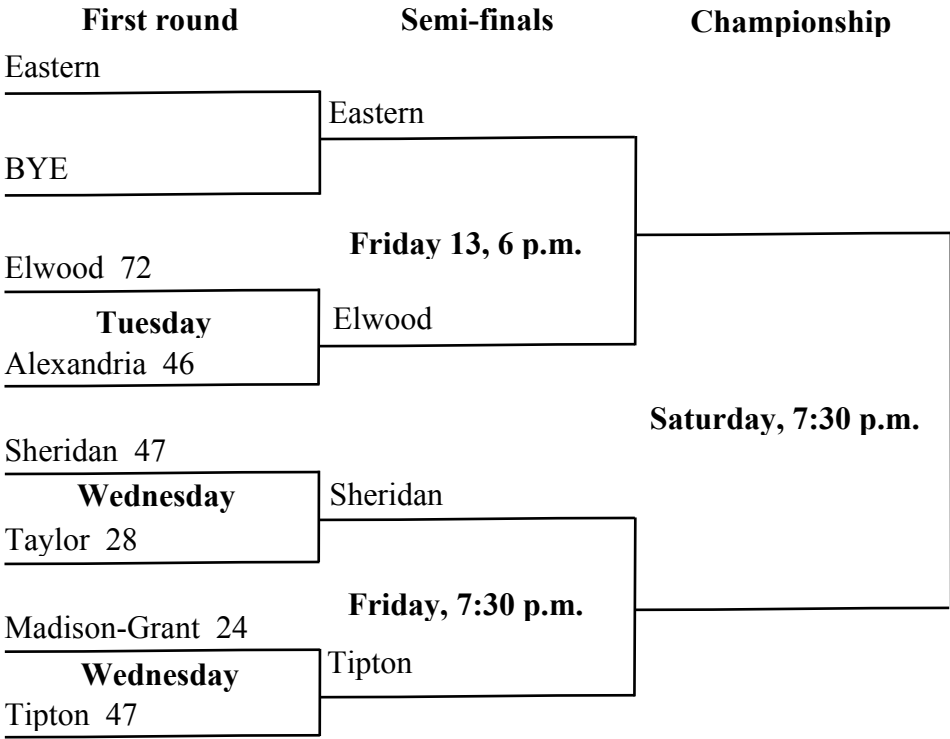 First round Semi-finals Championship
Eastern
Eastern
BYE
Friday 13, 6 p.m.
Elwood 72
Tuesday
Elwood
Alexandria 46
Saturday, 7:30 p.m.
Sheridan 47
Wednesday
Sheridan
Taylor 28
Friday, 7:30 p.m.
Madison-Grant 24
Wednesday
Tipton
Tipton 47